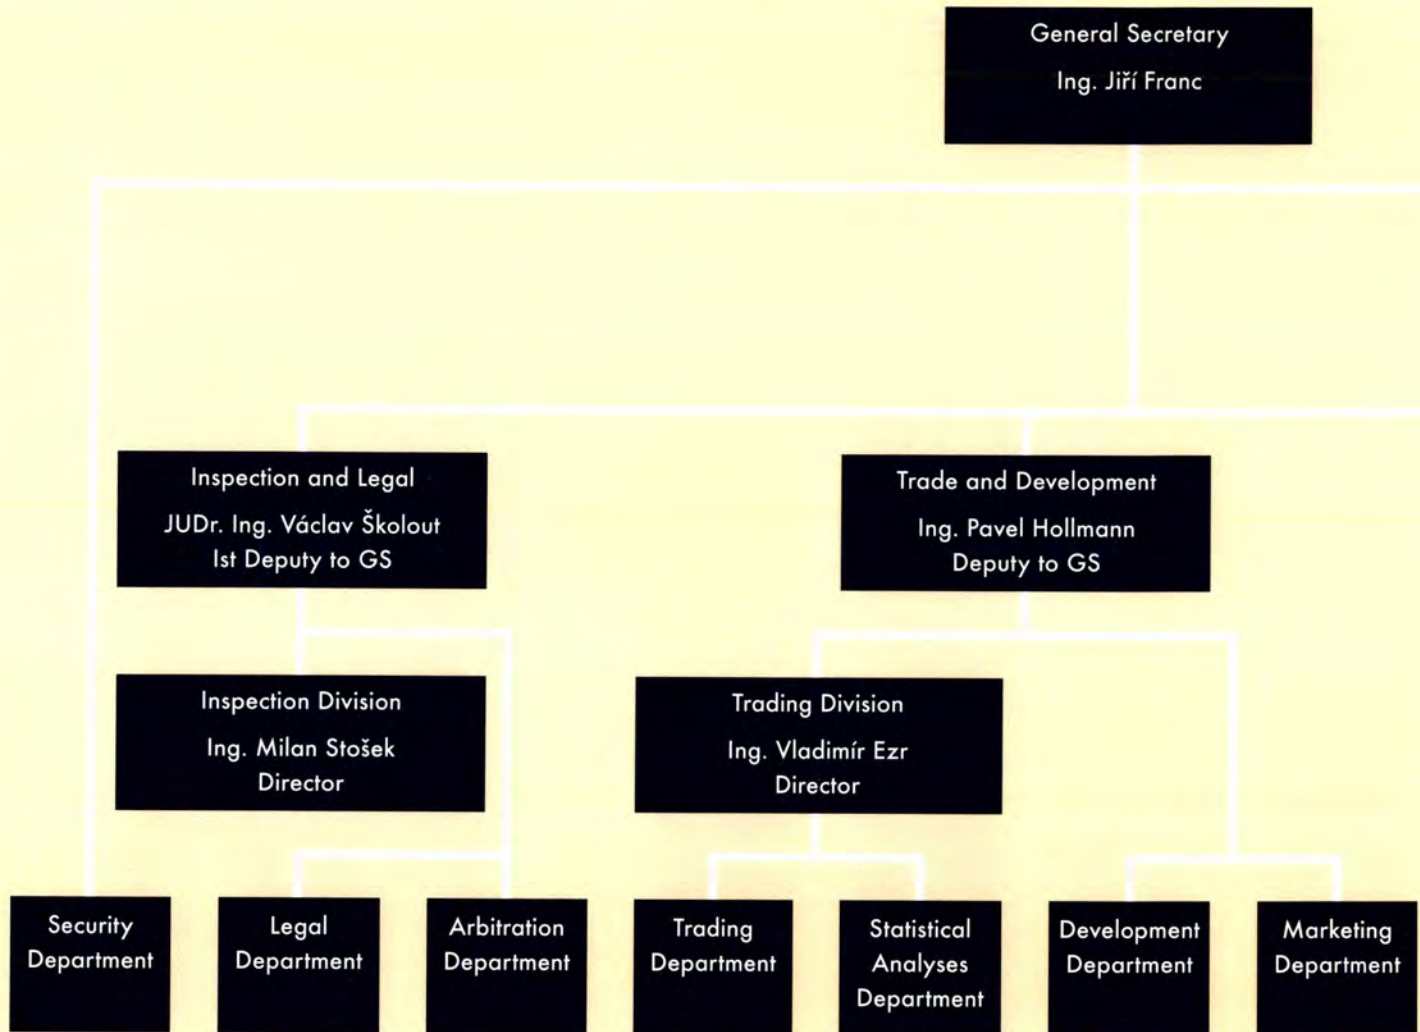 General Secretary
Ing. Jiří Franc
Inspection and Legal
JUDr. Ing. Václav Školout
Ist Deputy to GS
Trade and Development
Ing. Pavel Hollmann
Deputy to GS
Inspection Division
Ing. Milan Stošek
Director
Trading Division
Ing. Vladimír Ezr
Director
Security
Department
Legal
Department
Arbitration
Department
Trading
Department
Statistical
Analyses
Department
Development
Department
Marketing
Department